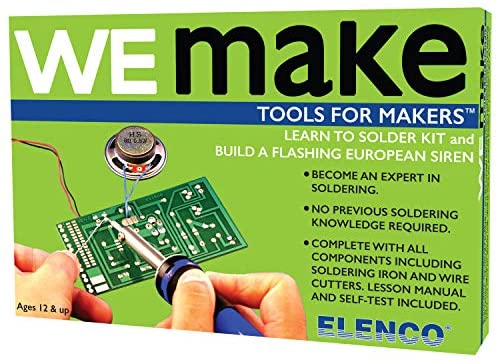 WE make
TOOLS FOR MAKERS™
LEARN TO SOLDER KIT and
BUILD A FLASHING EUROPEAN SIREN
• BECOME AN EXPERT IN
SOLDERING.
• NO PREVIOUS SOLDERING
KNOWLEDGE REQUIRED.
• COMPLETE WITH ALL
COMPONENTS INCLUDING
SOLDERING IRON AND WIRE
CUTTERS. LESSON MANUAL
AND SELF-TEST INCLUDED.
Ages 12 & up
ELENCO®